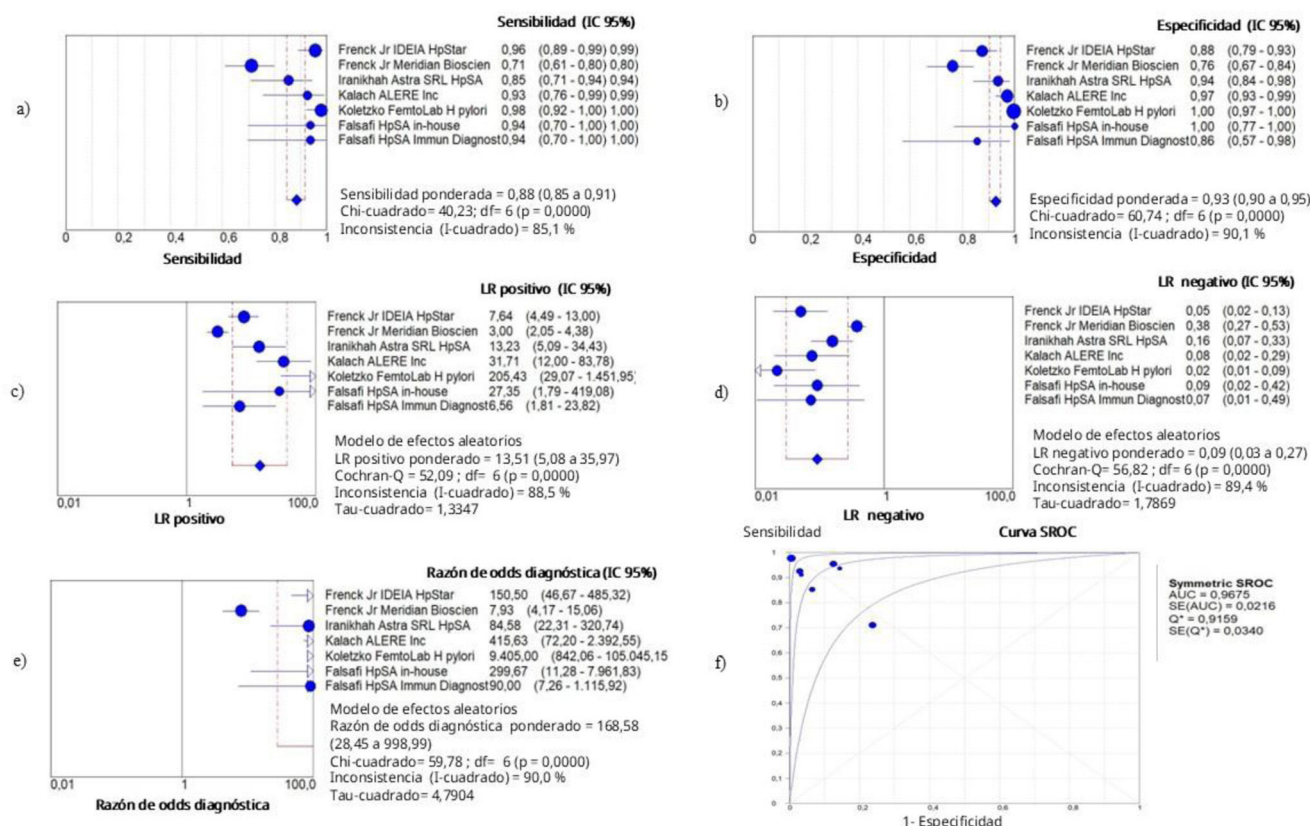 a)
Sensibilidad (IC 95%)
Frenck Jr IDEIA HpStar 0,96 (0,89 - 0,99) 0,99)
Frenck Jr Meridian Bioscien 0,71 (0,61 - 0,80) 0,80)
Iranikhah Astra SRL HpSA 0,85 (0,71 - 0,94) 0,94)
Kalach ALERE Inc 0,93 (0,76 - 0,99) 0,99)
Koletzko FemtoLab H pylori 0,98 (0,92 - 1,00) 1,00)
Falsafi HpSA in-house 0,94 (0,70 - 1,00) 1,00)
Falsafi HpSA Immun Diagnost 0,94 (0,70 - 1,00) 1,00)
Sensibilidad ponderada = 0,88 (0,85 a 0,91)
Chi-cuadrado= 40,23; df= 6 (p = 0,0000)
Inconsistencia (I-cuadrado) = 85,1 %
0 0,2 0,4 0,6 0,8 1
Sensibilidad
b)
Especificidad (IC 95%)
Frenck Jr IDEIA HpStar 0,88 (0,79 - 0,93)
Frenck Jr Meridian Bioscien 0,76 (0,67 - 0,84)
Iranikhah Astra SRL HpSA 0,94 (0,84 - 0,98)
Kalach ALERE Inc 0,97 (0,93 - 0,99)
Koletzko FemtoLab H pylori 1,00 (0,97 - 1,00)
Falsafi HpSA in-house 1,00 (0,77 - 1,00)
Falsafi HpSA Immun Diagnost 0,86 (0,57 - 0,98)
Especificidad ponderada = 0,93 (0,90 a 0,95)
Chi-cuadrado= 60,74 ; df= 6 (p = 0,0000)
Inconsistencia (I-cuadrado) = 90,1 %
0 0,2 0,4 0,6 0,8 1
Especificidad
c)
LR positivo (IC 95%)
Frenck Jr IDEIA HpStar 7,64 (4,49 - 13,00)
Frenck Jr Meridian Bioscien 3,00 (2,05 - 4,38)
Iranikhah Astra SRL HpSA 13,23 (5,09 - 34,43)
Kalach ALERE Inc 31,71 (12,00 - 83,78)
Koletzko FemtoLab H pylori 205,43 (29,07 - 1.451,95)
Falsafi HpSA in-house 27,35 (1,79 - 419,08)
Falsafi HpSA Immun Diagnost 6,56 (1,81 - 23,82)
Modelo de efectos aleatorios
LR positivo ponderado = 13,51 (5,08 a 35,97)
Cochran-Q = 52,09 ; df= 6 (p = 0,0000)
Inconsistencia (I-cuadrado) = 88,5 %
Tau-cuadrado= 1,3347
0,01 1 100,0
LR positivo
d)
LR negativo (IC 95%)
Frenck Jr IDEIA HpStar 0,05 (0,02 - 0,13)
Frenck Jr Meridian Bioscien 0,38 (0,27 - 0,53)
Iranikhah Astra SRL HpSA 0,16 (0,07 - 0,33)
Kalach ALERE Inc 0,08 (0,02 - 0,29)
Koletzko FemtoLab H pylori 0,02 (0,01 - 0,09)
Falsafi HpSA in-house 0,09 (0,02 - 0,42)
Falsafi HpSA Immun Diagnost 0,07 (0,01 - 0,49)
Modelo de efectos aleatorios
LR negativo ponderado = 0,09 (0,03 a 0,27)
Cochran-Q= 56,82 ; df= 6 (p = 0,0000)
Inconsistencia (I-cuadrado) = 89,4 %
Tau-cuadrado= 1,7869
0,01 1 100,0
LR negativo
e)
Razón de odds diagnóstica (IC 95%)
Frenck Jr IDEIA HpStar 150,50 (46,67 - 485,32)
Frenck Jr Meridian Bioscien 7,93 (4,17 - 15,06)
Iranikhah Astra SRL HpSA 84,58 (22,31 - 320,74)
Kalach ALERE Inc 415,63 (72,20 - 2.392,55)
Koletzko FemtoLab H pylori 9.405,00 (842,06 - 105.045,15
Falsafi HpSA in-house 299,67 (11,28 - 7.961,83)
Falsafi HpSA Immun Diagnost 90,00 (7,26 - 1.115,92)
Modelo de efectos aleatorios
Razón de odds diagnóstica ponderado = 168,58
(28,45 a 998,99)
Chi-cuadrado = 59,78 ; df= 6 (p = 0,0000)
Inconsistencia (I-cuadrado) = 90,0 %
Tau-cuadrado= 4,7904
0,01 1 100,0
Razón de odds diagnóstica
f)
Sensibilidad
Curva SROC
1
0,9
0,8
0,7
0,6
0,5
0,4
0,3
0,2
0,1
0
0 0,2 0,4 0,6 0,8 1
1- Especificidad
Symmetric SROC
AUC = 0,9675
SE(AUC) = 0,0216
Q* = 0,9159
SE(Q*) = 0,0340